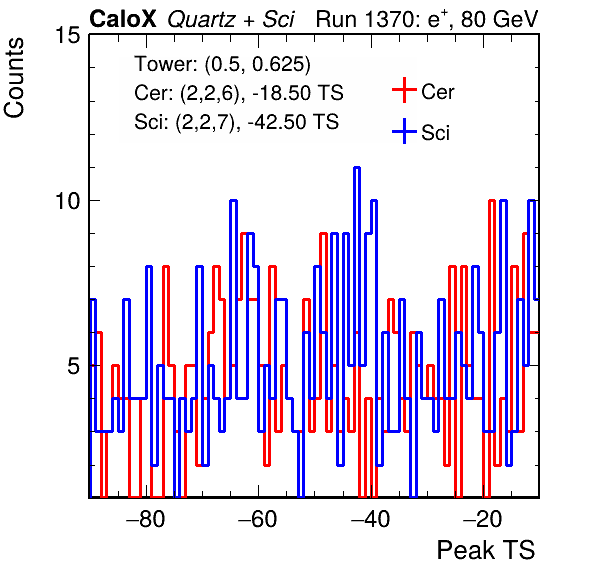 CaloX Quartz + Sci Run 1370: e+, 80 GeV
Counts
15
10
5
Tower: (0.5, 0.625)
Cer: (2,2,6), -18.50 TS
Sci: (2,2,7), -42.50 TS
Cer
Sci
−80 −60 −40 −20
Peak TS